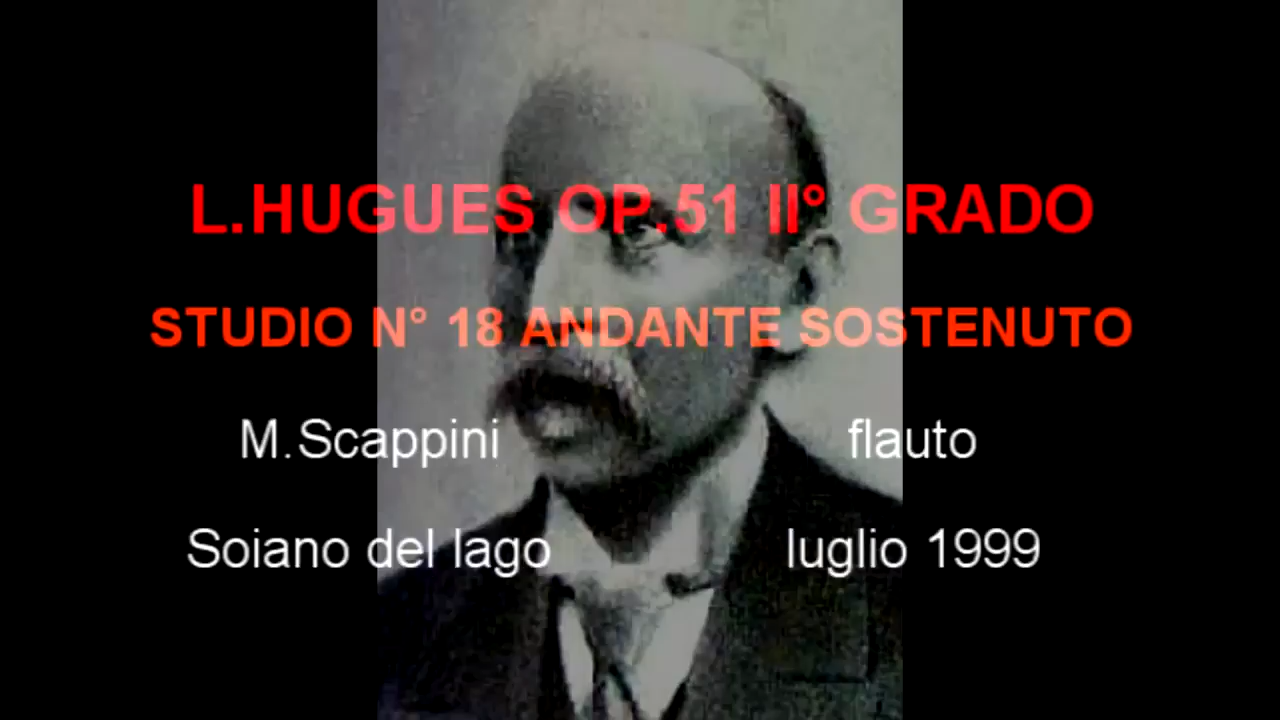 L.HUGUES OP.51 II° GRADO
STUDIO N° 18 ANDANTE SOSTENUTO
M.Scappini flauto
Soiano del lago luglio 1999